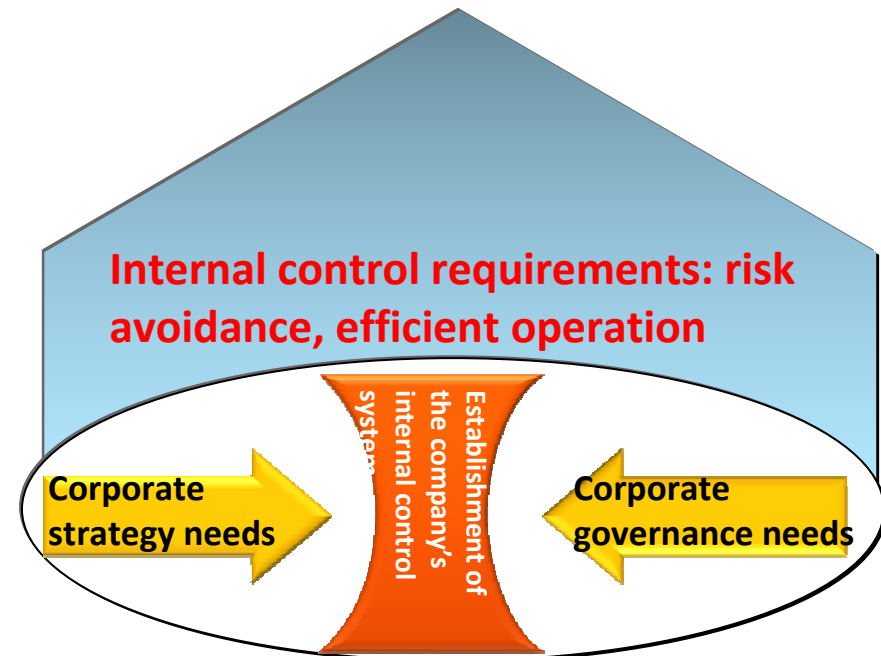 Internal control requirements: risk
avoidance, efficient operation
Corporate
strategy needs
Establishment of
the company's
internal control
system
Corporate
governance needs